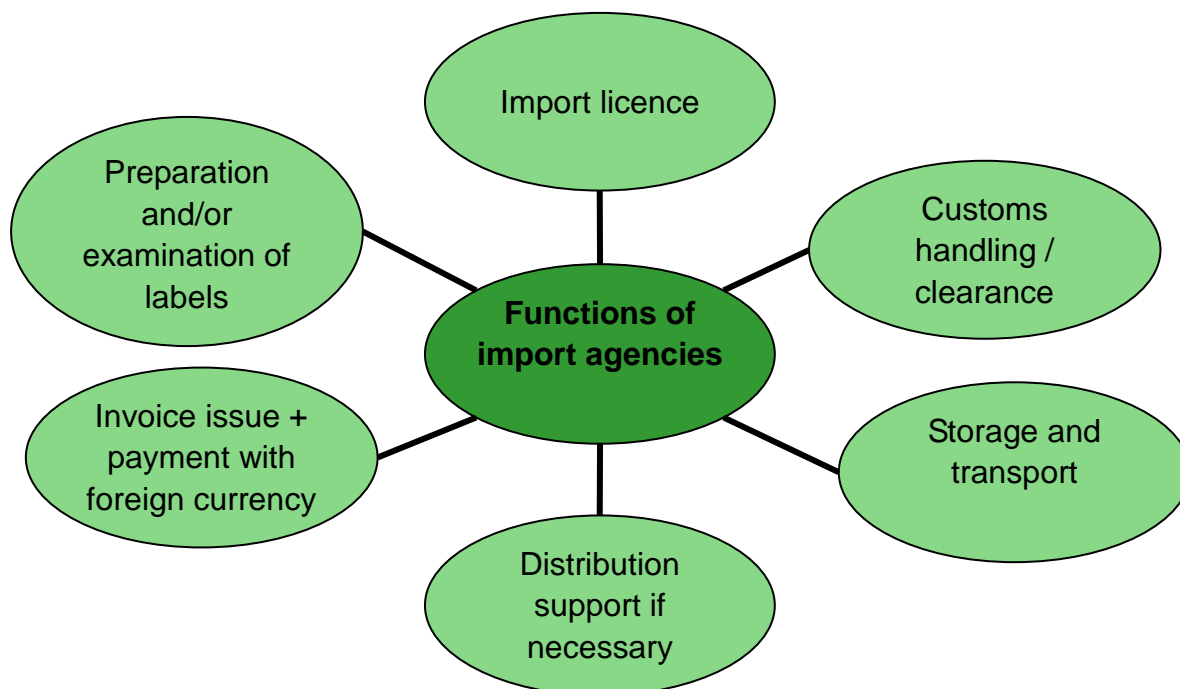 Import licence
Preparation
and/or
examination of
labels
Customs
handling /
clearance
Functions of
import agencies
Invoice issue +
payment with
foreign currency
Storage and
transport
Distribution
support if
necessary